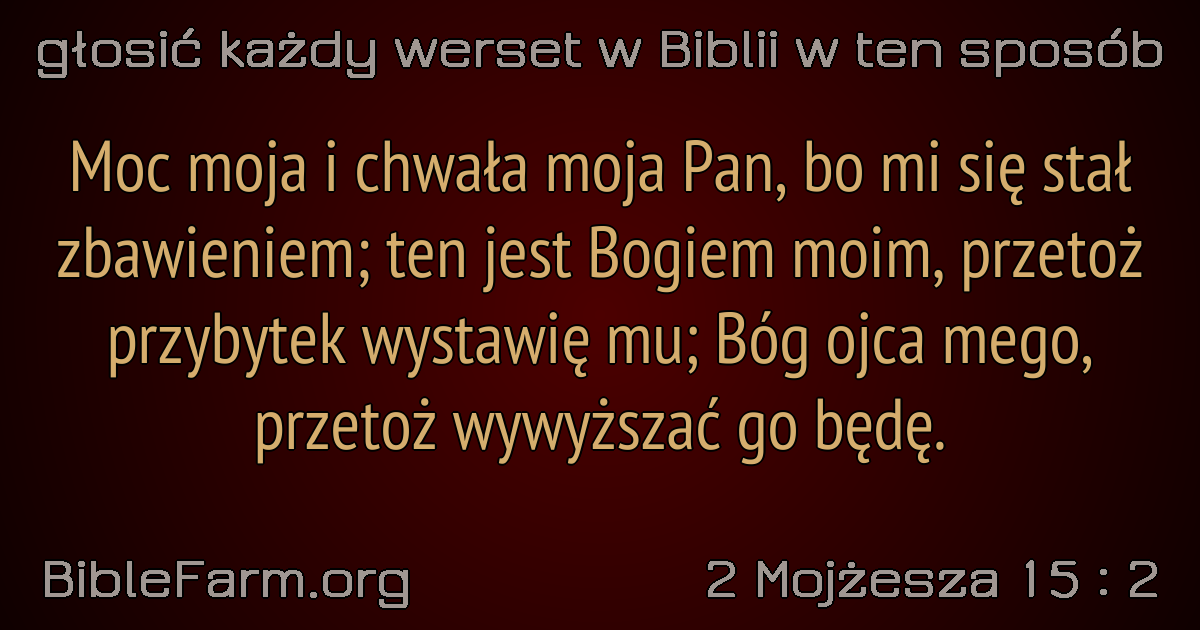 głosić każdy werset w Biblii w ten sposób
Moc moja i chwała moja Pan, bo mi się stał
zbawieniem; ten jest Bogiem moim, przetoż
przybytek wystawię mu; Bóg ojca mego,
przetoż wywyższać go będę.
BibleFarm.org
2 Mojżesza 15 : 2